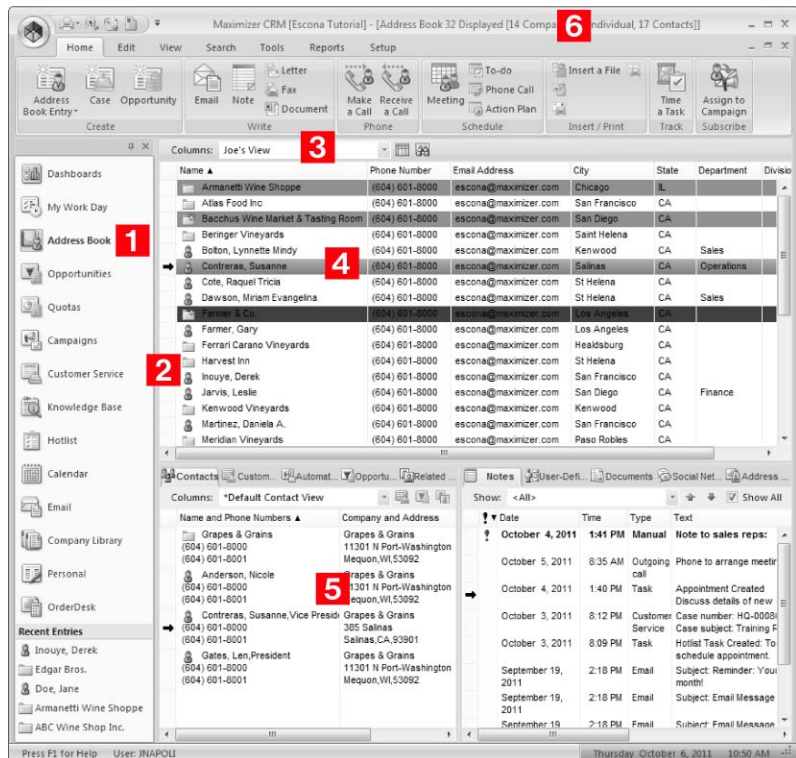 Maximizer CRM [Escona Tutorial] - [Address Book 32 Displayed [14 Compa 6 ndividual, 17 Contacts]]
Home Edit View Search Tools Reports Setup
Address Book Entry Case Opportunity
Create
Email Note Letter Fax Document
Write
Make a Call Receive a Call
Phone
Meeting To-do Phone Call Action Plan
Schedule
Insert a File
Insert / Print
Time a Task
Track
Assign to Campaign
Subscribe
Dashboards
My Work Day
Address Book 1
Opportunities
Quotas
Campaigns
Customer Service 2
Knowledge Base
Hotlist
Calendar
Email
Company Library
Personal
OrderDesk
Recent Entries
Inouye, Derek
Edgar Bros.
Doe, Jane
Armanetti Wine Shoppe
ABC Wine Shop Inc.
Columns: Joe's View 3
Name Phone Number Email Address City State Department Divisio
Armanetti Wine Shoppe (604) 601-8000 escona@maximizer.com Chicago IL
Atlas Food Inc (604) 601-8000 escona@maximizer.com San Francisco CA
Bacchus Wine Market & Tasting Room (604) 601-8000 escona@maximizer.com San Diego CA
Beringer Vineyards (604) 601-8000 escona@maximizer.com Saint Helena CA
Bolton, Lynnette Mindy (604) 601-8000 escona@maximizer.com Kenwood CA Sales
Contreras, Susanne 4 (604) 601-8000 escona@maximizer.com Salinas CA Operations
Cote, Raquel Tricia (604) 601-8000 escona@maximizer.com St Helena CA
Dawson, Miriam Evangelina (604) 601-8000 escona@maximizer.com St Helena CA Sales
Farmer & Co. (604) 601-8000 escona@maximizer.com Los Angeles CA
Farmer, Gary (604) 601-8000 escona@maximizer.com Los Angeles CA
Ferrari Carano Vineyards (604) 601-8000 escona@maximizer.com Healdsburg CA
Harvest Inn (604) 601-8000 escona@maximizer.com St Helena CA
Inouye, Derek (604) 601-8000 escona@maximizer.com San Francisco CA
Jarvis, Leslie (604) 601-8000 escona@maximizer.com San Diego CA Finance
Kenwood Vineyards (604) 601-8000 escona@maximizer.com Kenwood CA
Martinez, Daniela A. (604) 601-8000 escona@maximizer.com San Francisco CA
Meridian Vineyards (604) 601-8000 escona@maximizer.com Paso Robles CA
Contacts Custom... Automat... Opportu... Related ...
Columns: *Default Contact View
Name and Phone Numbers Company and Address
Grapes & Grains Grapes & Grains
(604) 601-8000 11301 N Port-Washington
(604) 601-8001 Mequon,WI,53092
Anderson, Nicole Grapes & Grains
(604) 601-8000 5 1301 N Port-Washington
(604) 601-8001 equon,WI,53092
Contreras, Susanne,Vice Presid Grapes & Grains
(604) 601-8000 385 Salinas
(604) 601-8001 Salinas,CA,93901
Gates, Len,President Grapes & Grains
(604) 601-8000 11301 N Port-Washington
(604) 601-8001 Mequon,WI,53092
Notes User-Defi... Documents Social Net... Address ...
Show: <All> Show All
! Date Time Type Text
! October 4, 2011 1:41 PM Manual Note to sales reps:
October 5, 2011 8:35 AM Outgoing call Phone to arrange meetin
October 4, 2011 1:40 PM Task Appointment Created
Discuss details of new
October 3, 2011 8:12 PM Customer Service Case number: HQ-0008
Case subject: Training
October 3, 2011 8:09 PM Task Hotlist Task Created: To
schedule appointment.
September 19, 2011 2:18 PM Email Subject: Reminder: Your
month!
September 19, 2011 2:18 PM Email Subject: Email Message
September 19 2:18 PM Email Subject: Email Message
Press F1 for Help User: JNAPOLI Thursday October 6, 2011 10:50 AM